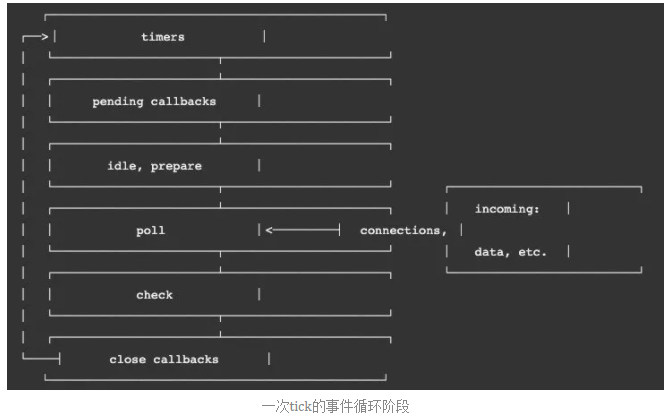 timers
pending callbacks
idle, prepare
incoming:
poll
connections,
data, etc.
check
close callbacks
一次tick的事件循环阶段